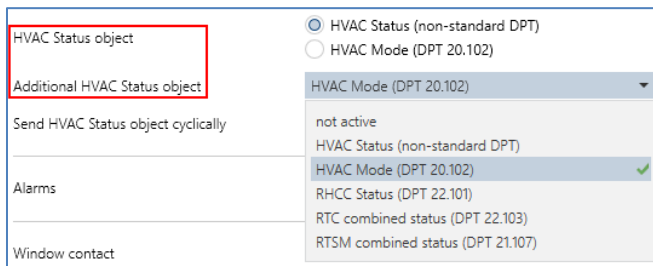 HVAC Status object
HVAC Status (non-standard DPT)
HVAC Mode (DPT 20.102)
Additional HVAC Status object
HVAC Mode (DPT 20.102)
Send HVAC Status object cyclically
not active
HVAC Status (non-standard DPT)
HVAC Mode (DPT 20.102)
Alarms
RHCC Status (DPT 22.101)
RTC combined status (DPT 22.103)
RTSM combined status (DPT 21.107)
Window contact